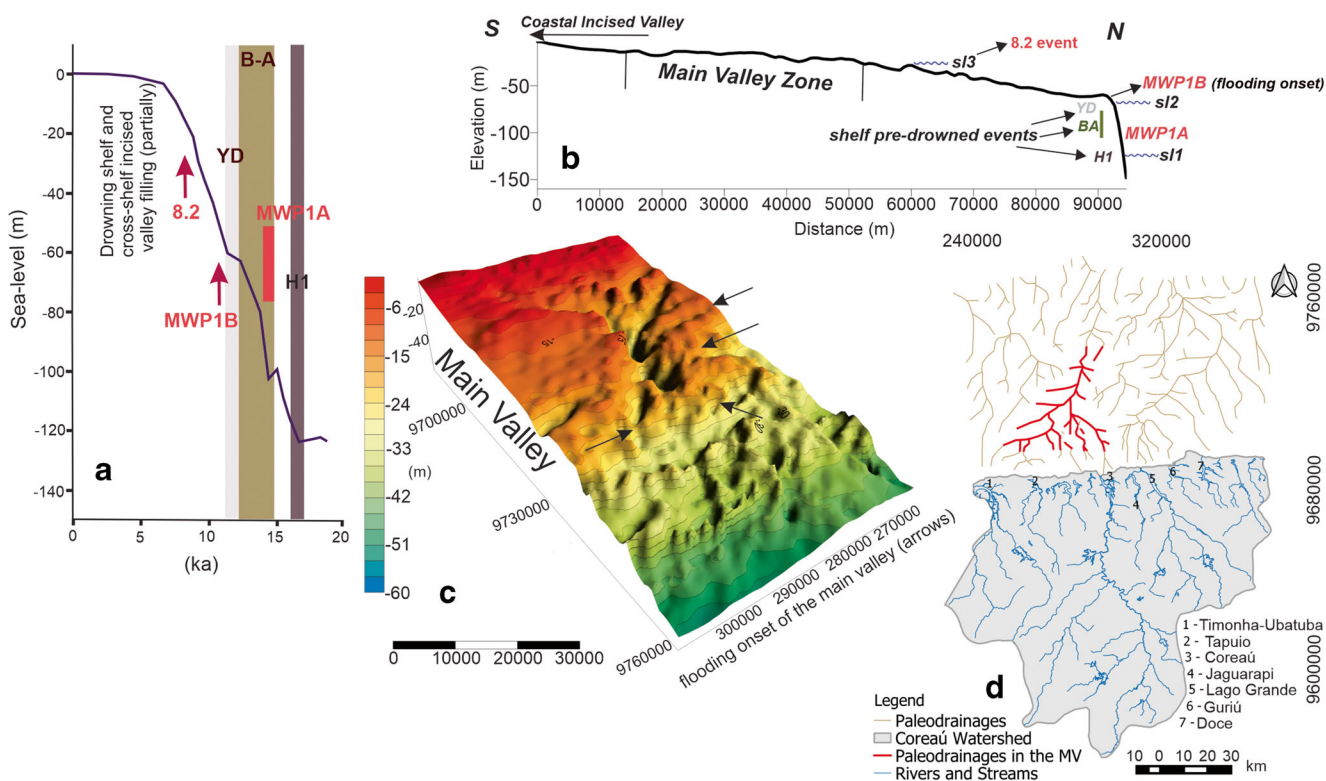 B-A
YD
MWP1A
H1
8.2
MWP1B
Drowning shelf and
cross-shelf incised
valley filling (partially)
Sea-level (m)
0
-20
-40
-60
-80
-100
-120
-140
0
5
10
15
20
(ka)
a
S
Coastal Incised Valley
N
8.2 event
sl3
Main Valley Zone
MWP1B (flooding onset)
sl2
YD
BA
shelf pre-drowned events
MWP1A
H1
sl1
b
Elevation (m)
0
-50
-100
-150
0
10000
20000
30000
40000
50000
60000
70000
80000
90000
Distance (m)
-6
-15
-24
-33
-42
-51
-60
(m)
Main Valley
9700000
9730000
9760000
300000
290000
280000
270000
flooding onset of the main valley (arrows)
c
0
10000
20000
30000
240000
320000
9760000
9680000
9600000
1
2
3
4
5
6
7
d
1 - Timonha-Ubatuba
2 - Tapuio
3 - Coreaú
4 - Jaguarapi
5 - Lago Grande
6 - Guriú
7 - Doce
Legend
Paleodrainages
Coreaú Watershed
Paleodrainages in the MV
Rivers and Streams
10 0 10 20 30 km